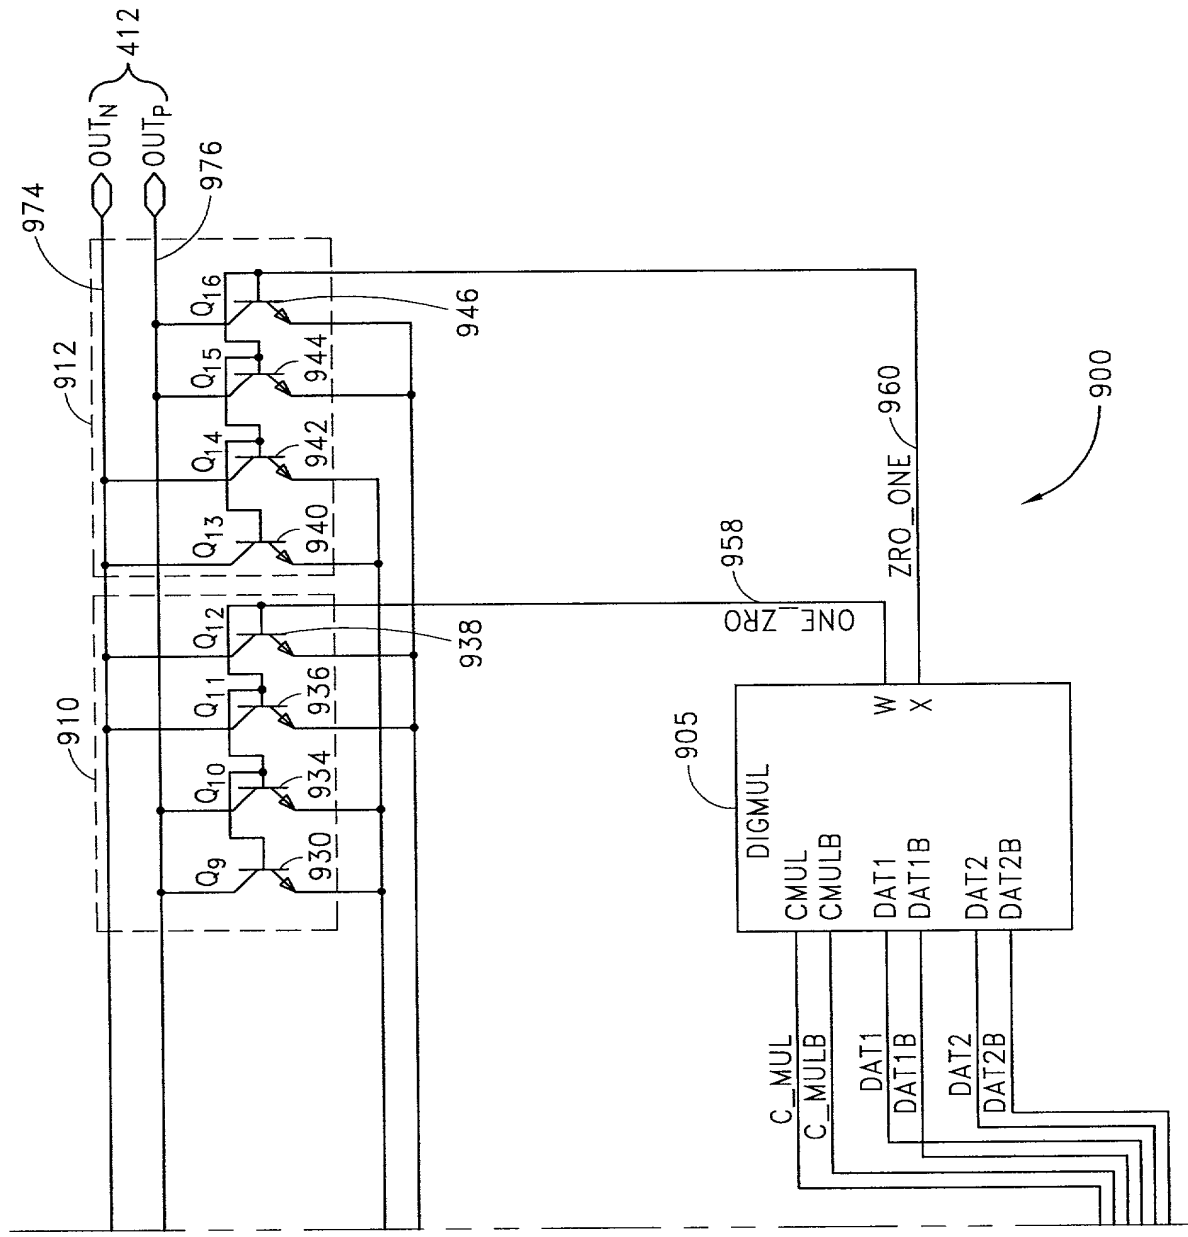 412
OUTN
OUTP
974
976
912
Q16
946
Q15
944
Q14
942
Q13
940
910
Q12
938
Q11
936
Q10
934
Q9
930
958
ONE_ZRO
960
ZRO_ONE
900
905
DIGMUL
W
X
CMUL
CMULB
DAT1
DAT1B
DAT2
DAT2B
C_MUL
C_MULB
DAT1
DAT1B
DAT2
DAT2B